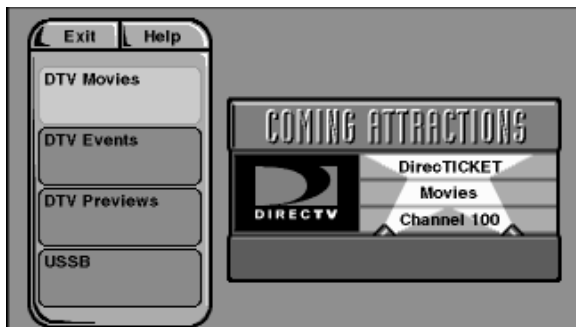 Exit Help
DTV Movies
DTV Events
DTV Previews
USSB
COMING ATTRACTIONS
DIRECTV
DirecTICKET
Movies
Channel 100